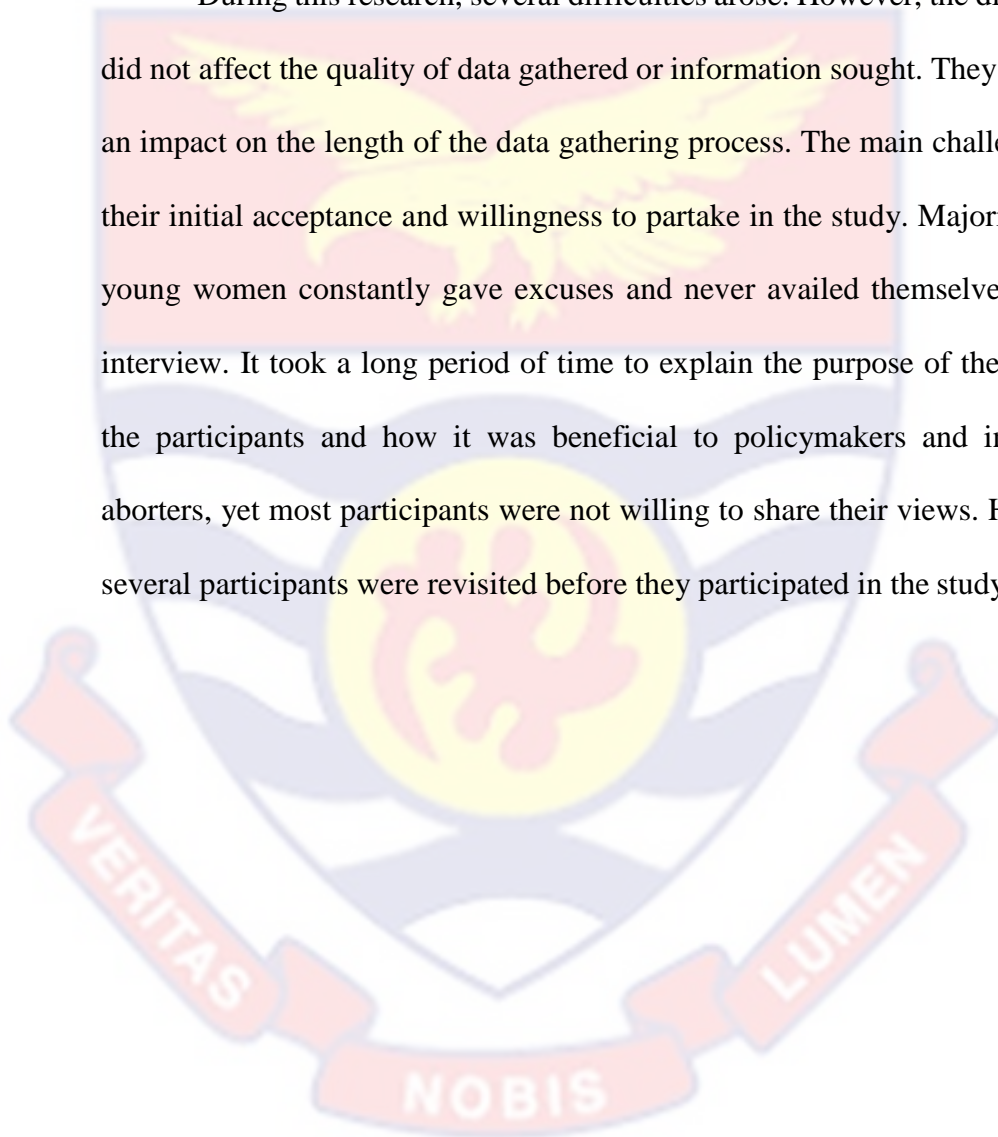 During this research, several difficulties arose. However, the
did not affect the quality of data gathered or information sought. They
an impact on the length of the data gathering process. The main
their initial acceptance and willingness to partake in the study.
young women constantly gave excuses and never availed
interview. It took a long period of time to explain the purpose of the
the participants and how it was beneficial to policymakers and
aborters, yet most participants were not willing to share their views.
several participants were revisited before they participated in the study
VERITAS
NOBIS
LUMEN